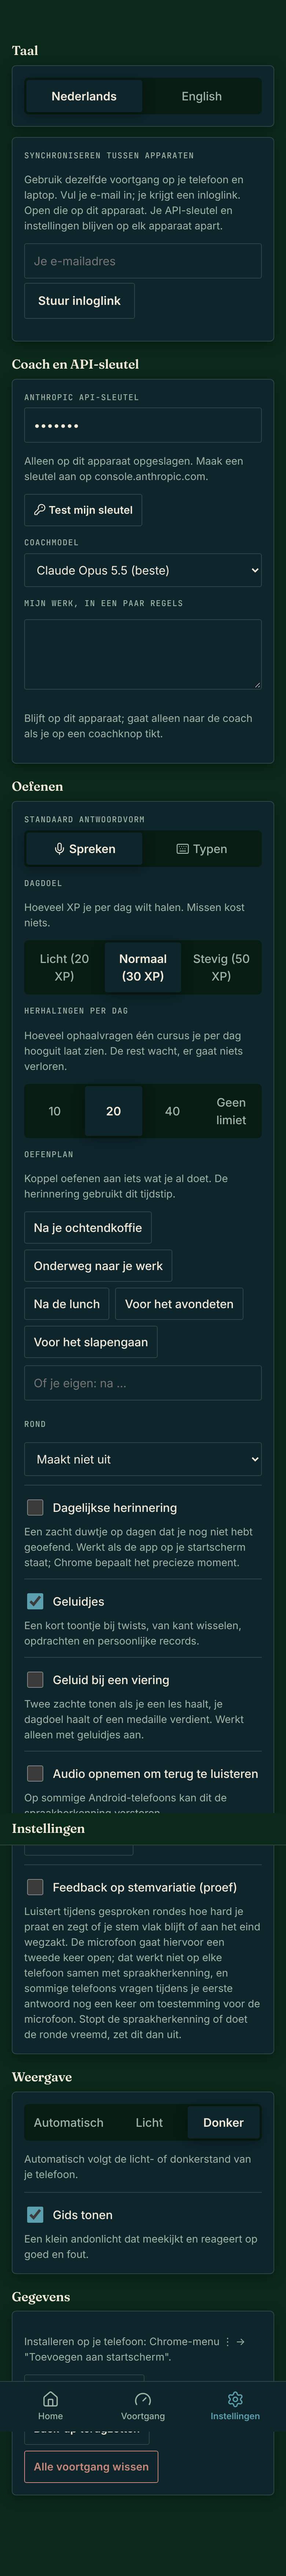 Taal
Nederlands
English
SYNCHRONISEREN TUSSEN APPARATEN
Gebruik dezelfde voortgang op je telefoon en
laptop. Vul je e-mail in; je krijgt een inloglink.
Open die op dit apparaat. Je API-sleutel en
instellingen blijven op elk apparaat apart.
Je e-mailadres
Stuur inloglink
Coach en API-sleutel
ANTHROPIC API-SLEUTEL
•••••••
Alleen op dit apparaat opgeslagen. Maak een
sleutel aan op console.anthropic.com.
Test mijn sleutel
COACHMODEL
Claude Opus 5.5 (beste)
MIJN WERK, IN EEN PAAR REGELS
Blijft op dit apparaat; gaat alleen naar de coach
als je op een coachknop tikt.
Oefenen
STANDAARD ANTWOORDVORM
Spreken
Typen
DAGDOEL
Hoeveel XP je per dag wilt halen. Missen kost
niets.
Licht (20
XP)
Normaal
(30 XP)
Stevig (50
XP)
HERHALINGEN PER DAG
Hoeveel ophaalvragen één cursus je per dag
hooguit laat zien. De rest wacht, er gaat niets
verloren.
10
20
40
Geen
limiet
OEFENPLAN
Koppel oefenen aan iets wat je al doet. De
herinnering gebruikt dit tijdstip.
Na je ochtendkoffie
Onderweg naar je werk
Na de lunch
Voor het avondeten
Voor het slapengaan
Of je eigen: na ...
ROND
Maakt niet uit
Dagelijkse herinnering
Een zacht duwtje op dagen dat je nog niet hebt
geoefend. Werkt als de app op je startscherm
staat; Chrome bepaalt het precieze moment.
Geluidjes
Een kort toontje bij twists, van kant wisselen,
opdrachten en persoonlijke records.
Geluid bij een viering
Twee zachte tonen als je een les haalt, je
dagdoel haalt of een medaille verdient. Werkt
alleen met geluidjes aan.
Audio opnemen om terug te luisteren
Op sommige Android-telefoons kan dit de
spraakherkenning verstoren.
Instellingen
Feedback op stemvariatie (proef)
Luistert tijdens gesproken rondes hoe hard je
praat en zegt of je stem vlak blijft of aan het eind
wegzakt. De microfoon gaat hiervoor een
tweede keer open; dat werkt niet op elke
telefoon samen met spraakherkenning, en
sommige telefoons vragen tijdens je eerste
antwoord nog een keer om toestemming voor de
microfoon. Stopt de spraakherkenning of doet
de ronde vreemd, zet dit dan uit.
Weergave
Automatisch
Licht
Donker
Automatisch volgt de licht- of donkerstand van
je telefoon.
Gids tonen
Een klein andonlicht dat meekijkt en reageert op
goed en fout.
Gegevens
Installeren op je telefoon: Chrome-menu ⋮ →
"Toevoegen aan startscherm".
Home
Voortgang
Instellingen
Alle voortgang wissen